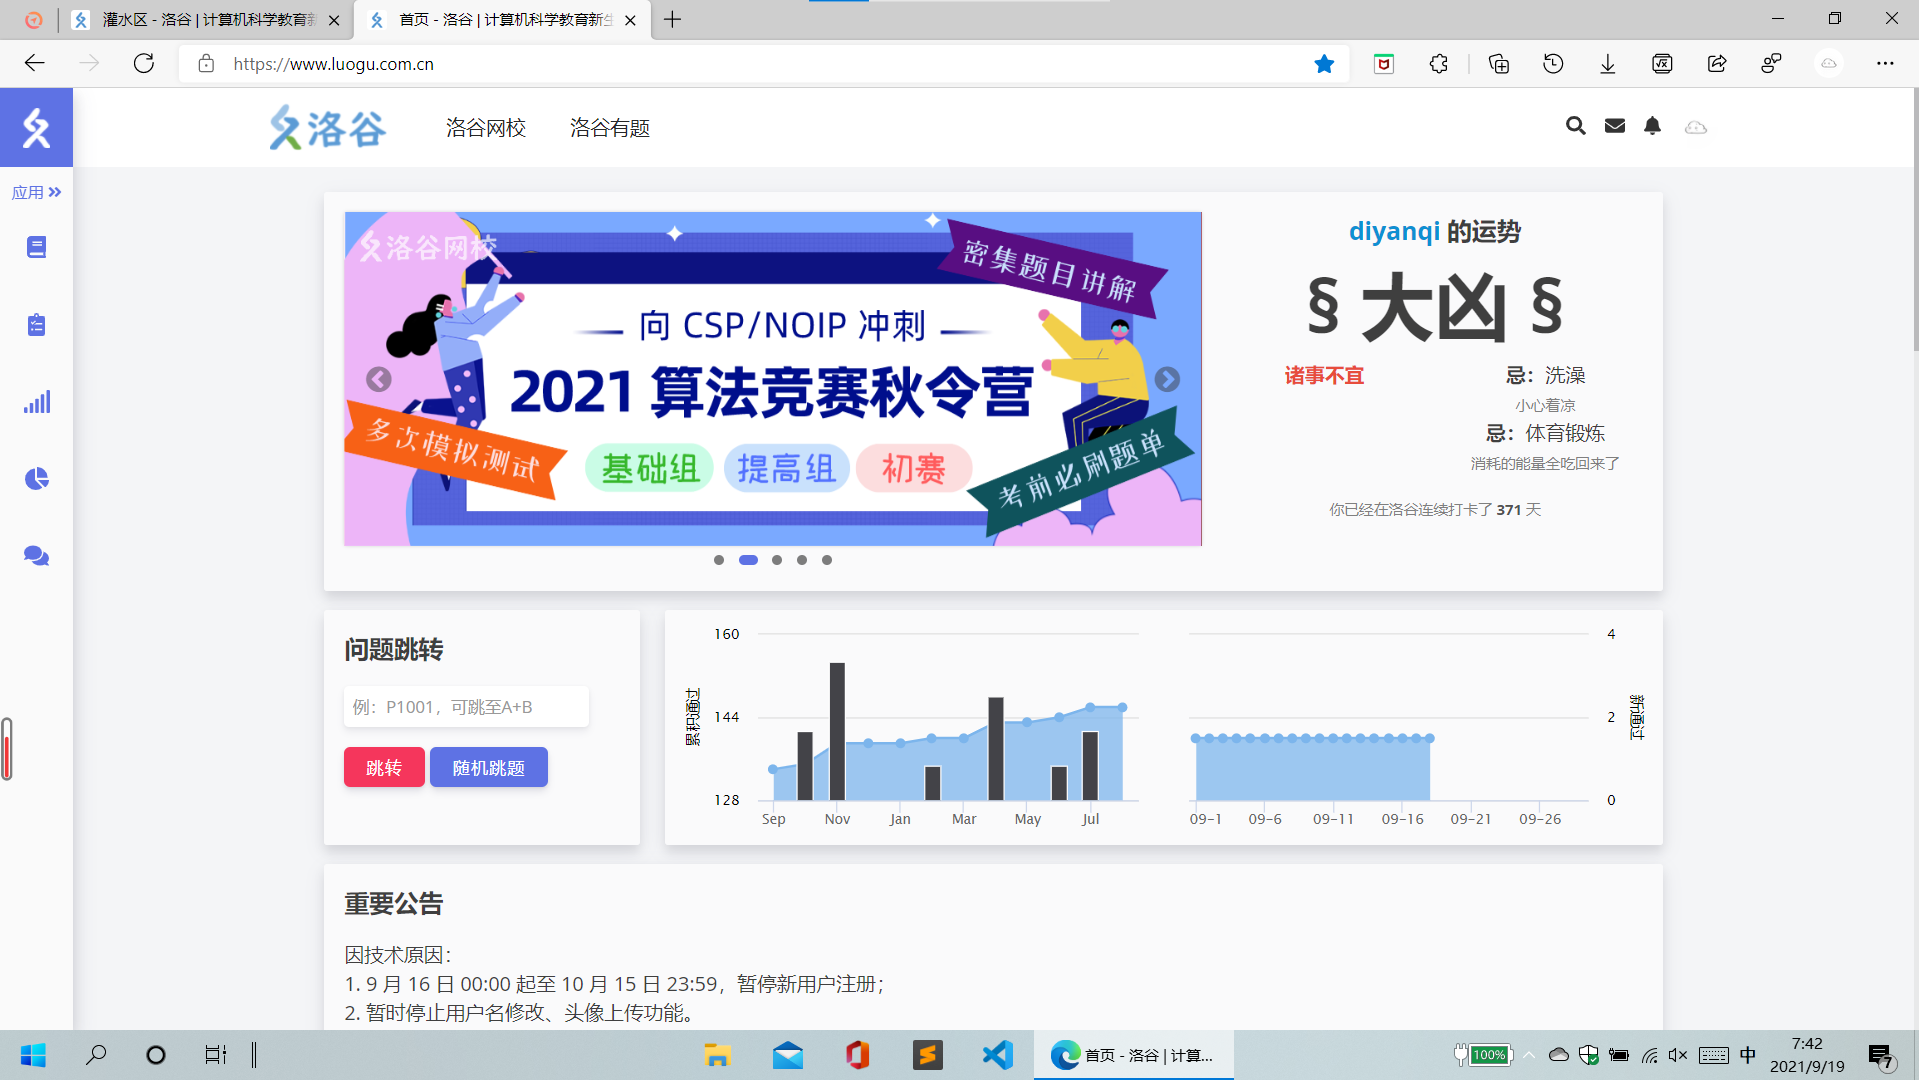 灌水区 - 洛谷 | 计算机科学教育新
首页 - 洛谷 | 计算机科学教育新生
https://www.luogu.com.cn
洛谷
洛谷网校
洛谷有题
应用
洛谷网校
密集题目讲解
向 CSP/NOIP 冲刺
2021 算法竞赛秋令营
多次模拟测试
基础组
提高组
初赛
考前必刷题单
diyanqi 的运势
§ 大凶 §
诸事不宜
忌：洗澡
小心着凉
忌：体育锻炼
消耗的能量全吃回来了
你已经在洛谷连续打卡了 371 天
问题跳转
例：P1001，可跳至A+B
跳转
随机跳题
累积通过
160
144
128
Sep
Nov
Jan
Mar
May
Jul
09-1
09-6
09-11
09-16
09-21
09-26
4
2
0
新通过
重要公告
因技术原因：
1. 9 月 16 日 00:00 起至 10 月 15 日 23:59，暂停新用户注册；
2. 暂时停止用户名修改、头像上传功能。
首页 - 洛谷 | 计算...
100%
中
7:42
2021/9/19
7